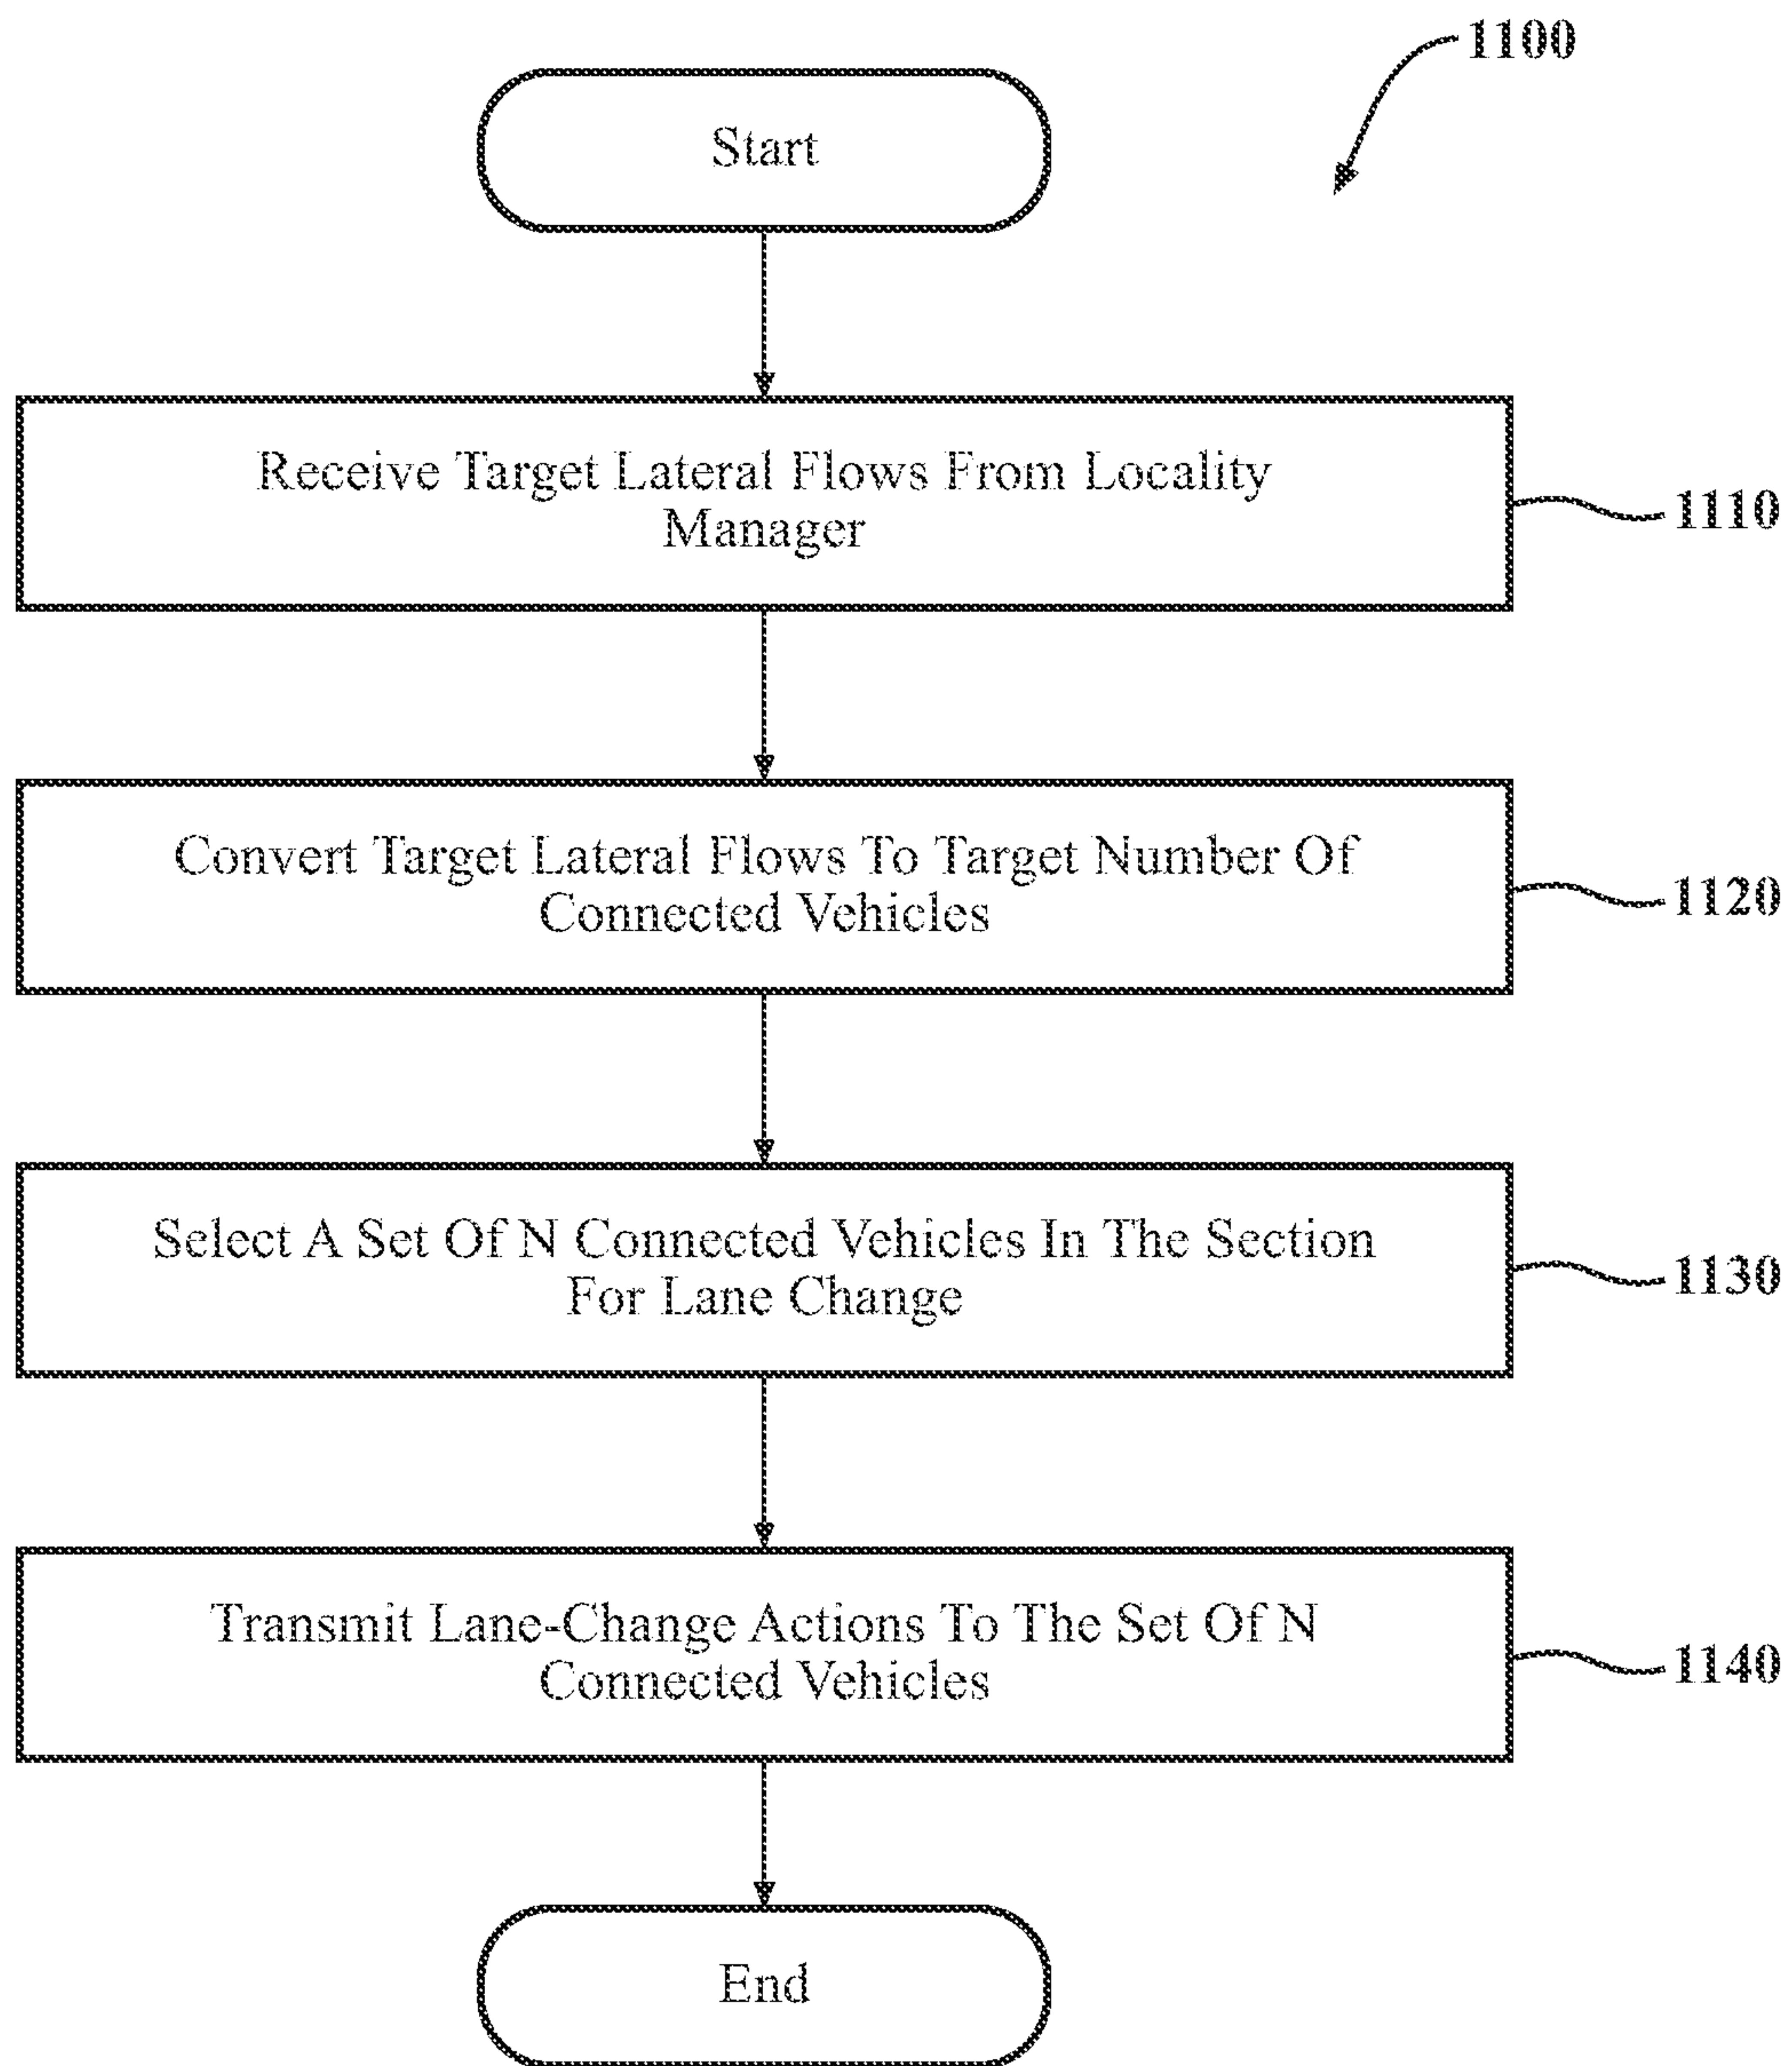 1100
Start
Receive Target Lateral Flows From Locality
Manager
1110
Convert Target Lateral Flows To Target Number Of
Connected Vehicles
1120
Select A Set Of N Connected Vehicles In The Section
For Lane Change
1130
Transmit Lane-Change Actions To The Set Of N
Connected Vehicles
1140
End